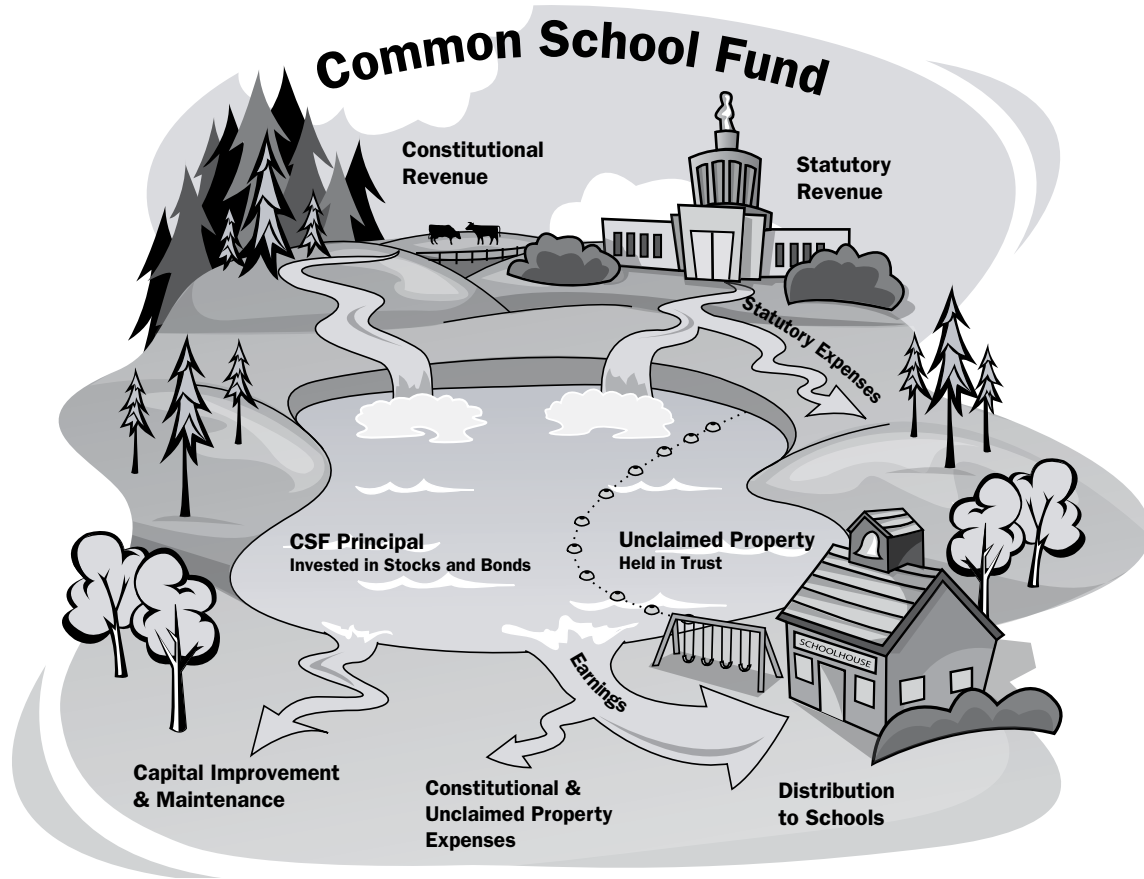 Common School Fund
Constitutional
Revenue
Statutory
Revenue
Statutory Expenses
CSF Principal
Invested in Stocks and Bonds
Unclaimed Property
Held in Trust
SCHOOLHOUSE
Earnings
Capital Improvement
& Maintenance
Constitutional &
Unclaimed Property
Expenses
Distribution
to Schools